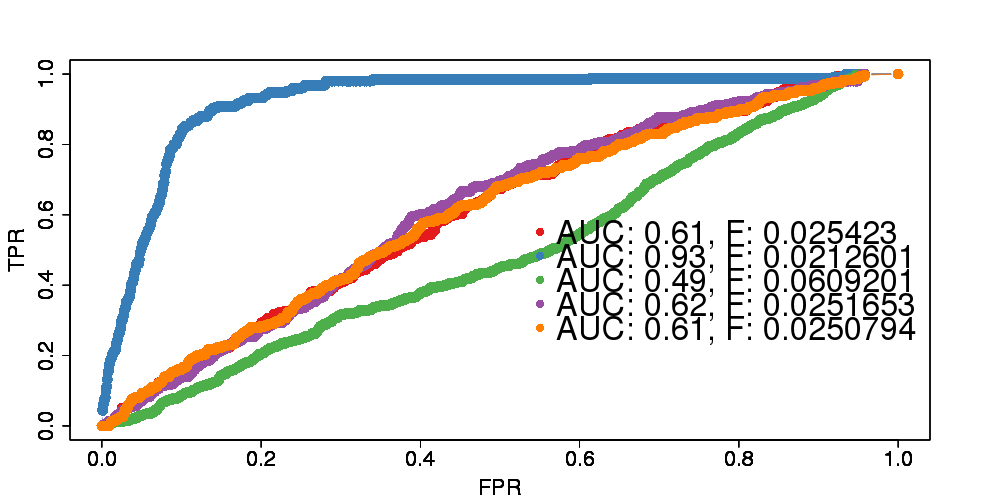 1.0
0.8
0.6
0.4
0.2
0.0
TPR
AUC: 0.61, F: 0.025423
AUC: 0.93, F: 0.0212601
AUC: 0.49, F: 0.0609201
AUC: 0.62, F: 0.0251653
AUC: 0.61, F: 0.0250794
0.0 0.2 0.4 0.6 0.8 1.0
FPR